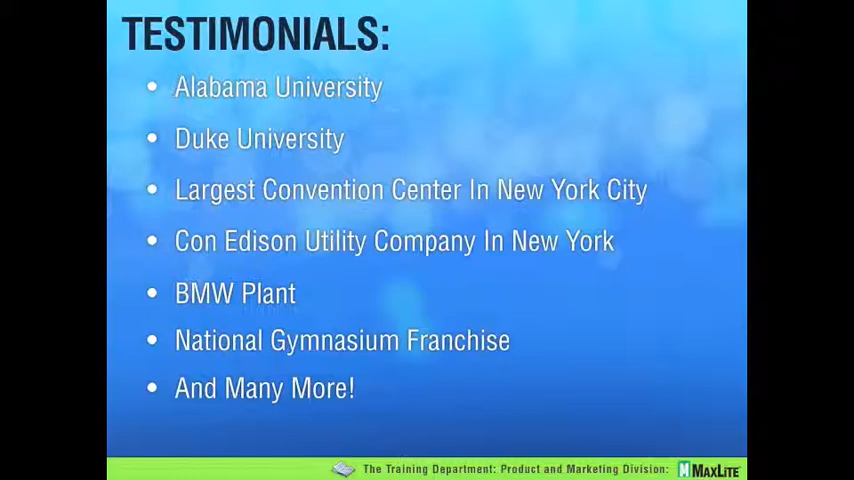 TESTIMONIALS:
• Alabama University
• Duke University
• Largest Convention Center In New York City
• Con Edison Utility Company In New York
• BMW Plant
• National Gymnasium Franchise
• And Many More!
The Training Department: Product and Marketing Division: MAXLITE